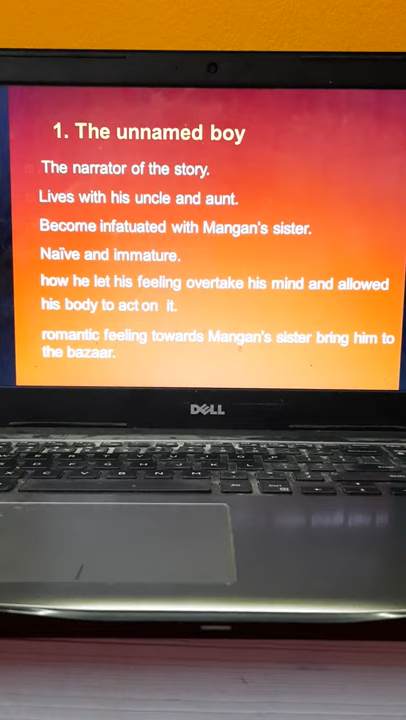 1. The unnamed boy
The narrator of the story.
Lives with his uncle and aunt.
Become infatuated with Mangan's sister.
Naïve and immature.
how he let his feeling overtake his mind and allowed
his body to act on it.
romantic feeling towards Mangan's sister bring him to
the bazaar.
DELL